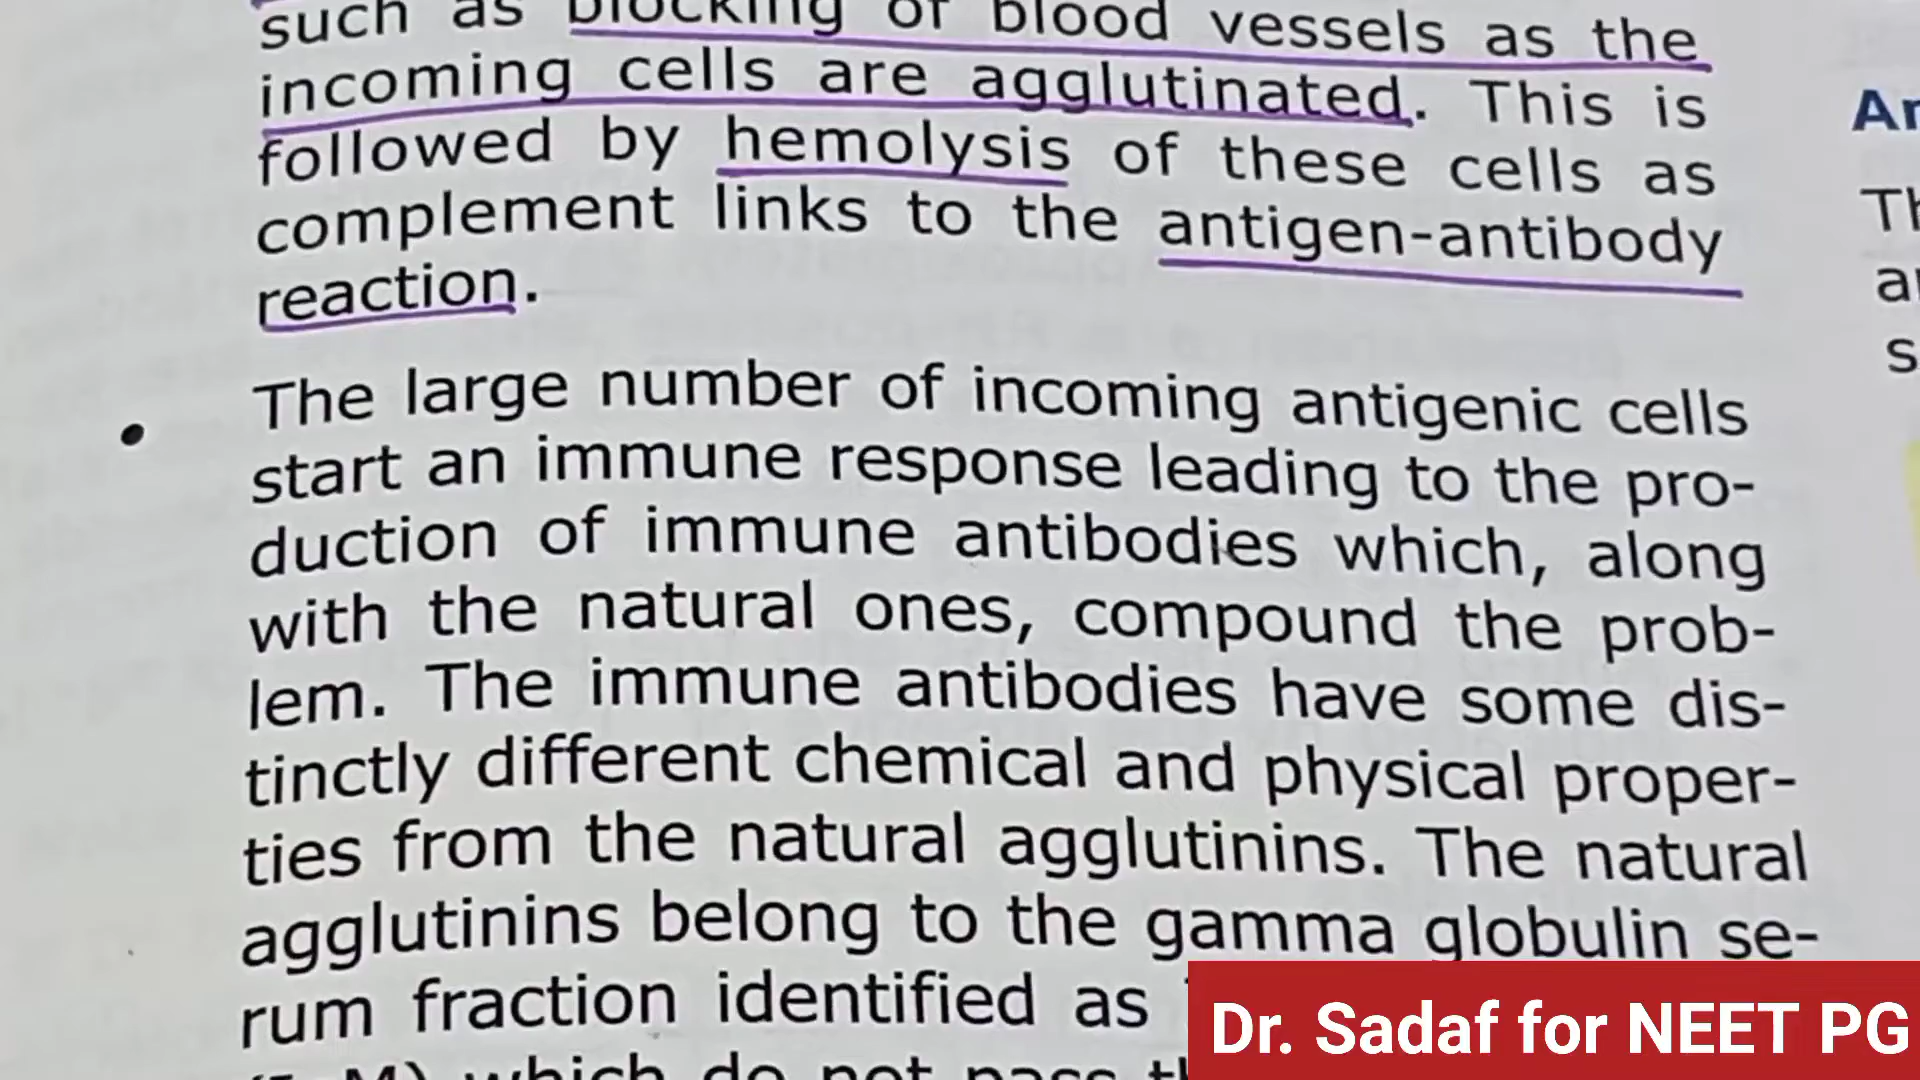 such as blocking of blood vessels as the
incoming cells are agglutinated. This is
followed by hemolysis of these cells as
complement links to the antigen-antibody
reaction.
• The large number of incoming antigenic cells
start an immune response leading to the pro-
duction of immune antibodies which, along
with the natural ones, compound the prob-
lem. The immune antibodies have some dis-
tinctly different chemical and physical proper-
ties from the natural agglutinins. The natural
agglutinins belong to the gamma globulin se-
rum fraction identified as
M) which do not pass
Dr. Sadaf for NEET PG